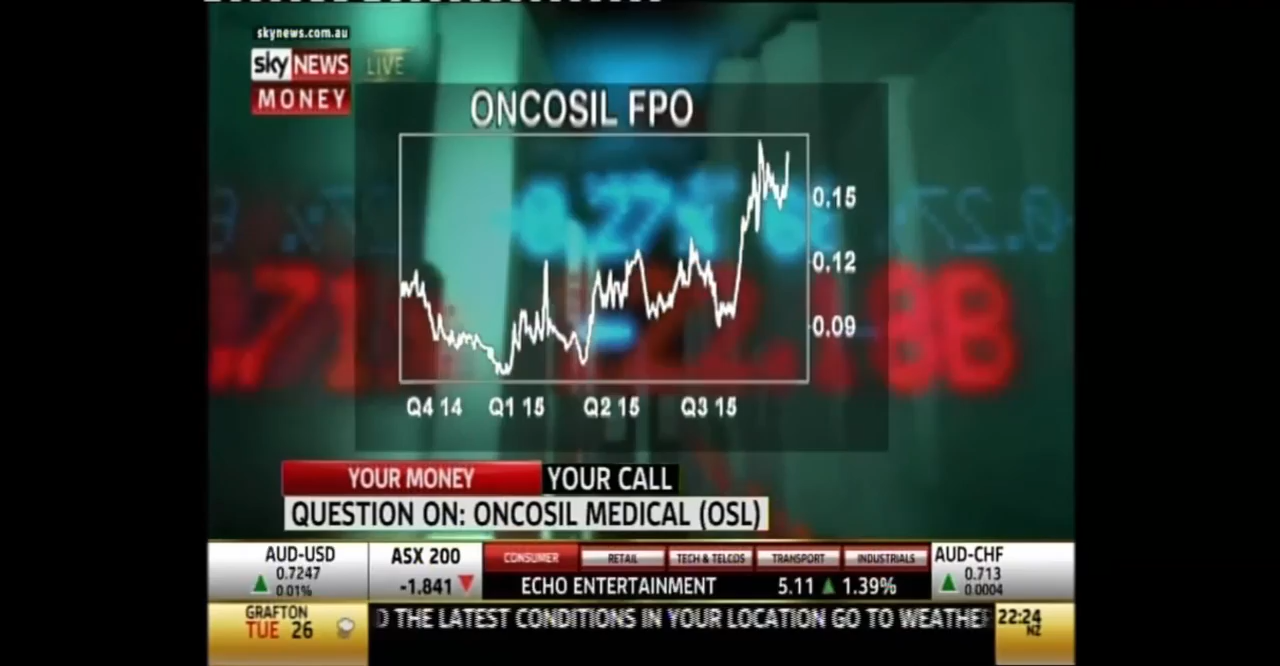 skynews.com.au
sky NEWS LIVE
MONEY
ONCOSIL FPO
0.15
0.12
0.09
Q4 14 Q1 15 Q2 15 Q3 15
YOUR MONEY YOUR CALL
QUESTION ON: ONCOSIL MEDICAL (OSL)
AUD-USD
0.7247
0.01%
ASX 200
-1.841
CONSUMER RETAIL TECH & TELCOS TRANSPORT INDUSTRIALS
ECHO ENTERTAINMENT 5.11 1.39%
AUD-CHF
0.713
0.0004
GRAFTON
TUE 26
THE LATEST CONDITIONS IN YOUR LOCATION GO TO WEATHE
22:24
NZ